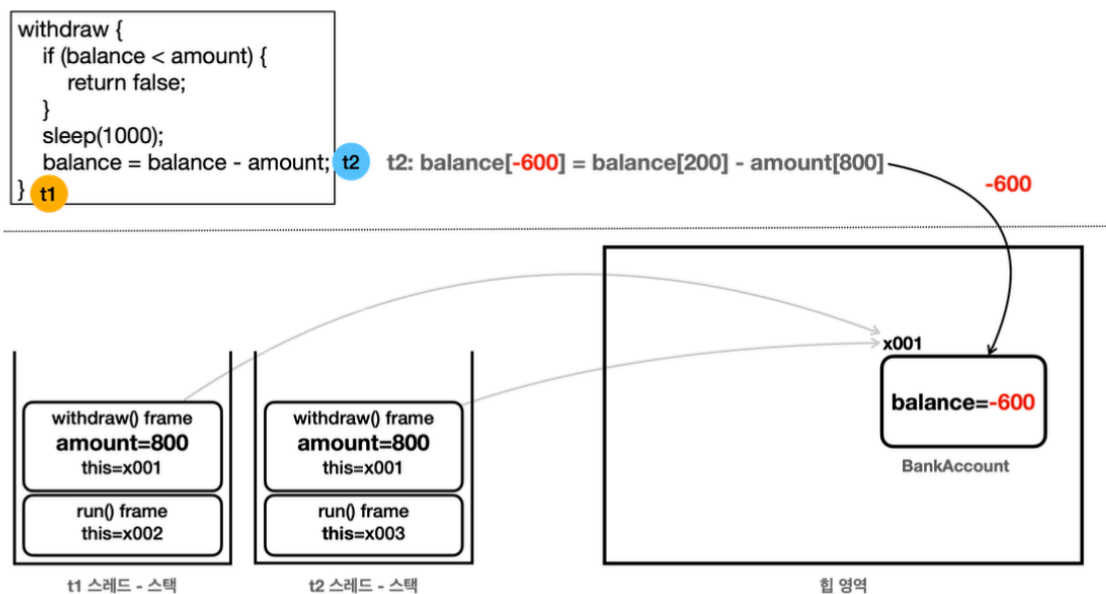 withdraw {
if (balance < amount) {
return false;
}
sleep(1000);
balance = balance - amount; t2 t2: balance[-600] = balance[200] - amount[800]
} t1
-600
x001
balance=-600
BankAccount
withdraw() frame
amount=800
this=x001
run() frame
this=x002
t1 스레드 - 스택
withdraw() frame
amount=800
this=x001
run() frame
this=x003
t2 스레드 - 스택
힙 영역